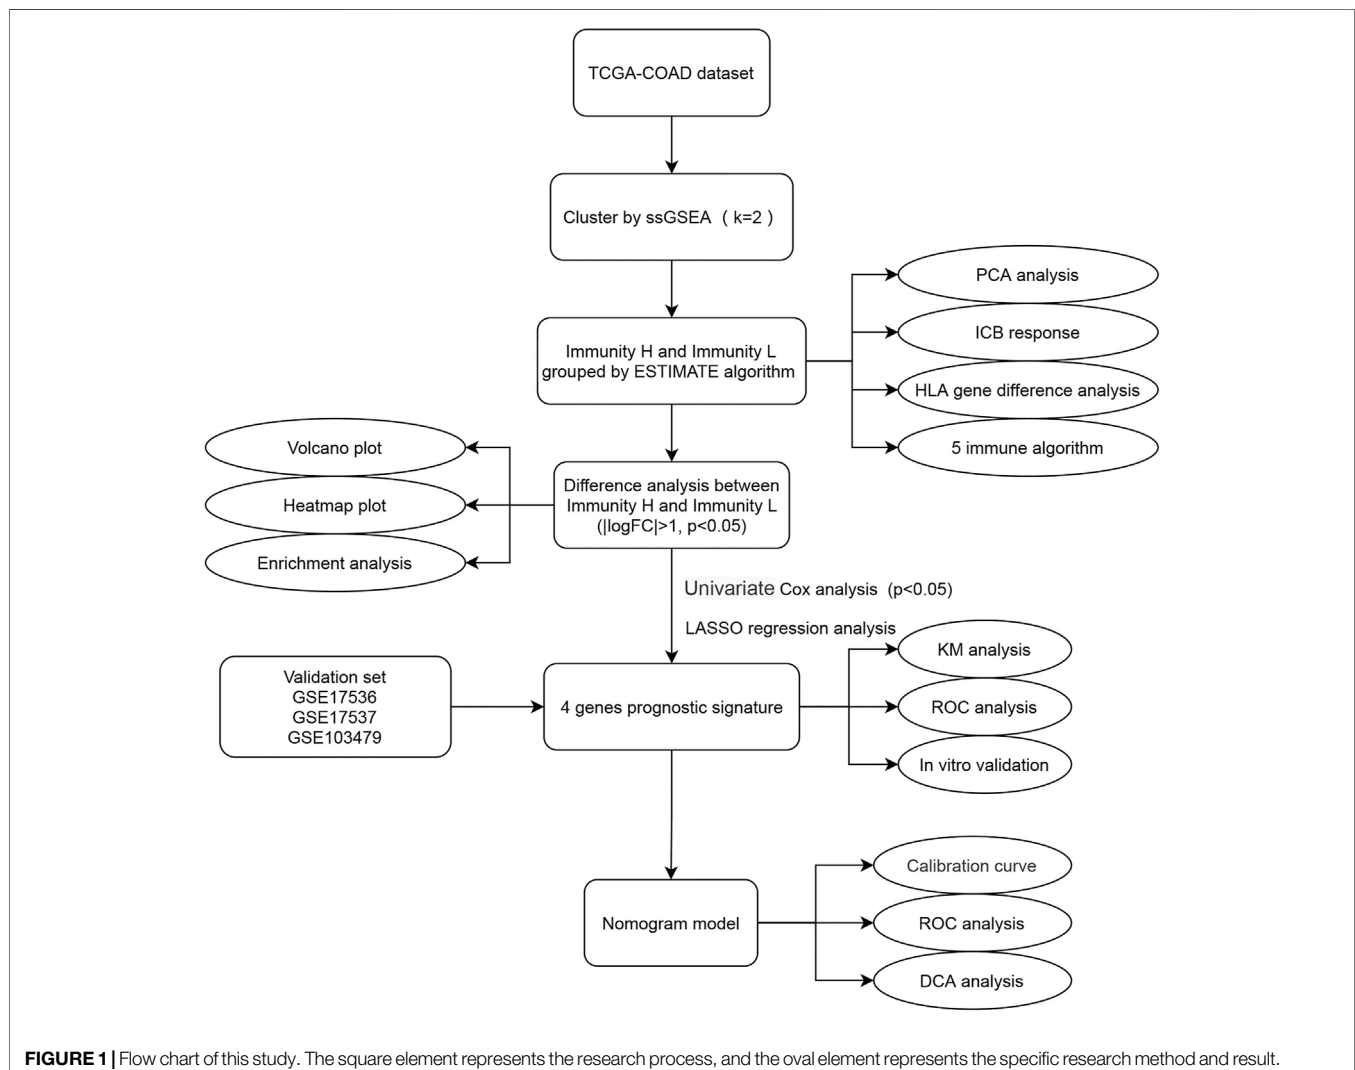 TCGA-COAD dataset
Cluster by ssGSEA ( k=2 )
PCA analysis
ICB response
Immunity H and Immunity L
grouped by ESTIMATE algorithm
HLA gene difference analysis
5 immune algorithm
Volcano plot
Heatmap plot
Enrichment analysis
Difference analysis between
Immunity H and Immunity L
(|logFC|>1, p<0.05)
Univariate Cox analysis (p<0.05)
LASSO regression analysis
KM analysis
ROC analysis
In vitro validation
Validation set
GSE17536
GSE17537
GSE103479
4 genes prognostic signature
Calibration curve
Nomogram model
ROC analysis
DCA analysis
FIGURE 1 | Flow chart of this study. The square element represents the research process, and the oval element represents the specific research method and result.